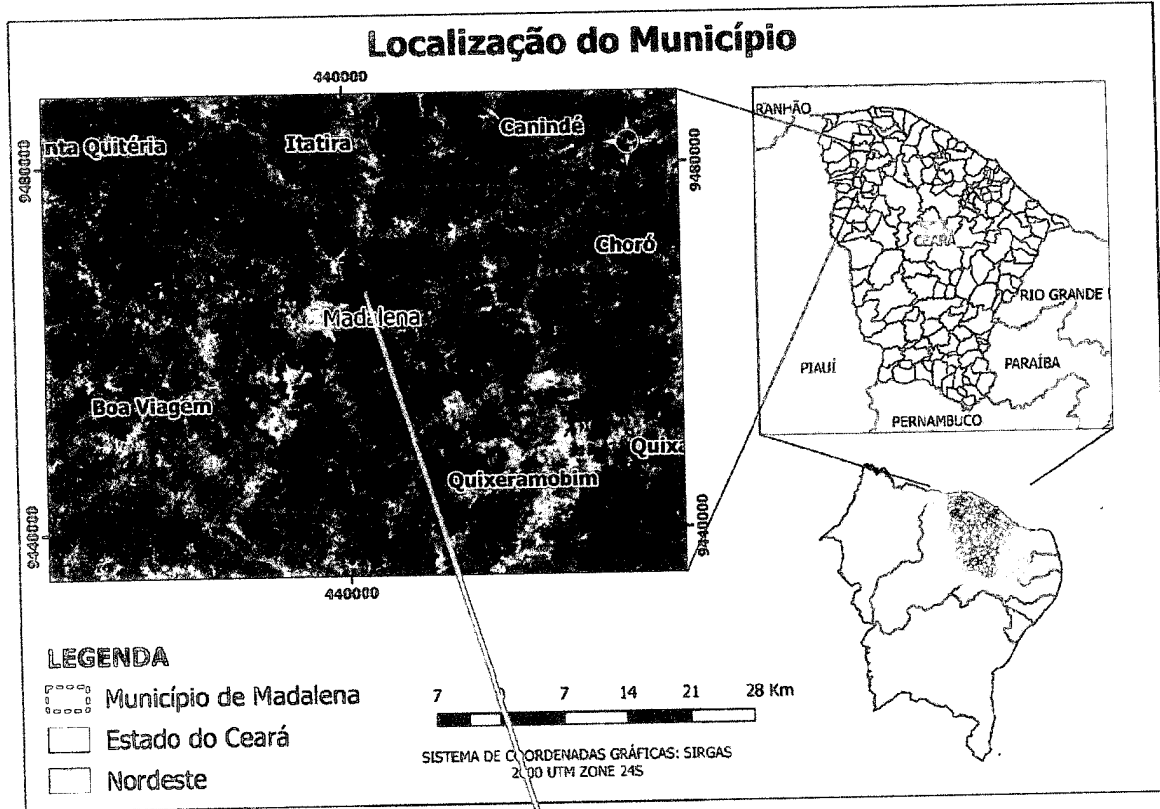 Localização do Município
440000
nta Quitéria
Itatira
Canindé
9480000
9480000
Choró
Madalena
Boa Viagem
Quixa
Quixeramobim
9440000
9440000
440000
RANHÃO
CEARÁ
RIO GRANDE
PIAUÍ
PARAÍBA
PERNAMBUCO
LEGENDA
Município de Madalena
Estado do Ceará
Nordeste
7 0 7 14 21 28 Km
SISTEMA DE COORDENADAS GRÁFICAS: SIRGAS
2000 UTM ZONE 24S